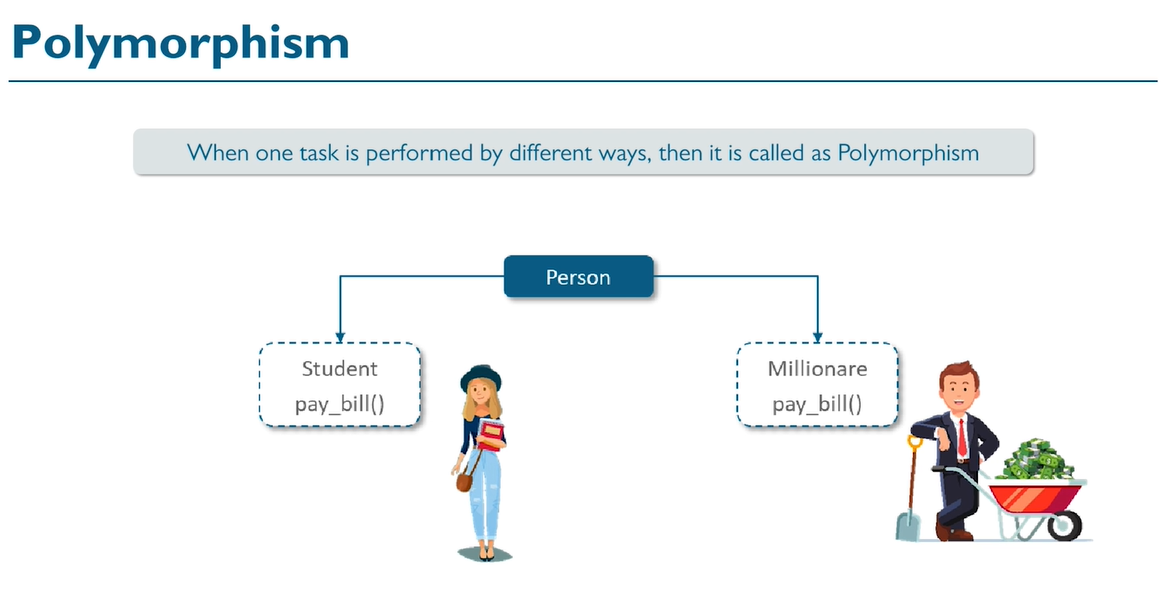 Polymorphism
When one task is performed by different ways, then it is called as Polymorphism
Person
Student
pay_bill()
Millionare
pay_bill()